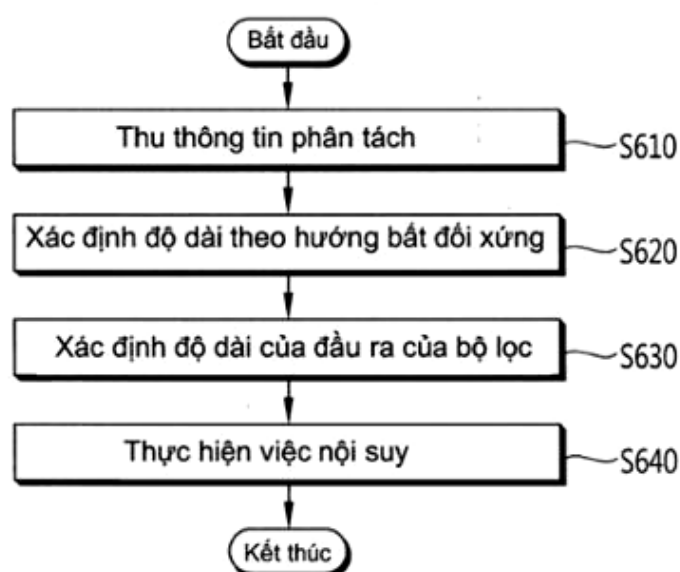 Bắt đầu
Thu thông tin phân tách
S610
Xác định độ dài theo hướng bất đối xứng
S620
Xác định độ dài của đầu ra của bộ lọc
S630
Thực hiện việc nội suy
S640
Kết thúc